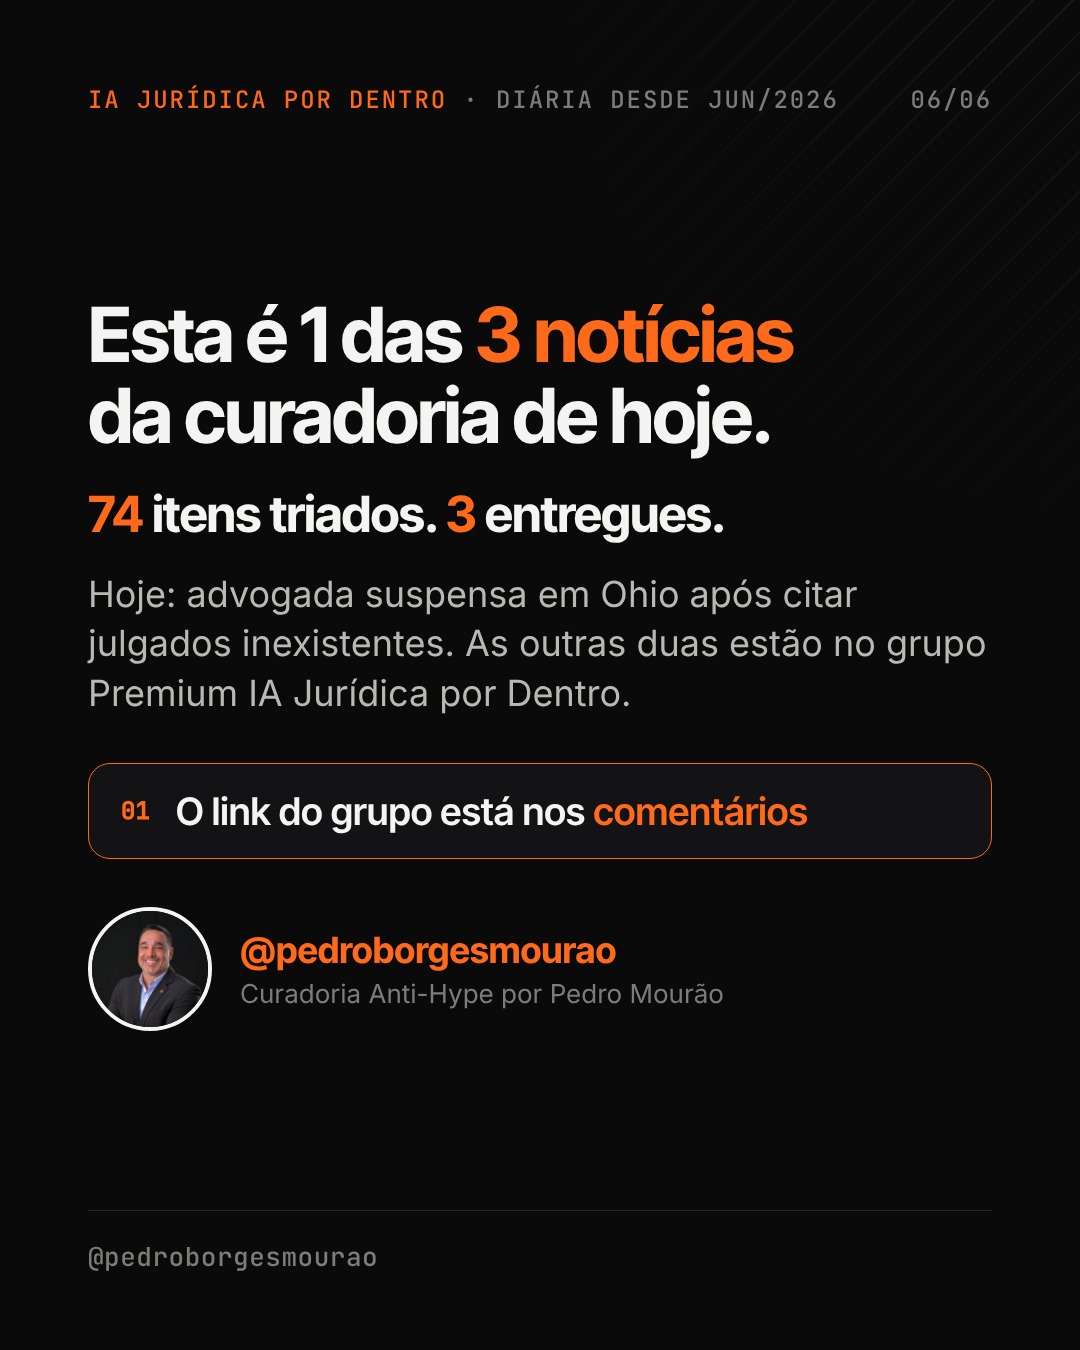 IA JURÍDICA POR DENTRO · DIÁRIA DESDE JUN/2026 06/06
Esta é 1 das 3 notícias
da curadoria de hoje.
74 itens triados. 3 entregues.
Hoje: advogada suspensa em Ohio após citar
julgados inexistentes. As outras duas estão no grupo
Premium IA Jurídica por Dentro.
01 O link do grupo está nos comentários
@pedroborgesmourao
Curadoria Anti-Hype por Pedro Mourão
@pedroborgesmourao